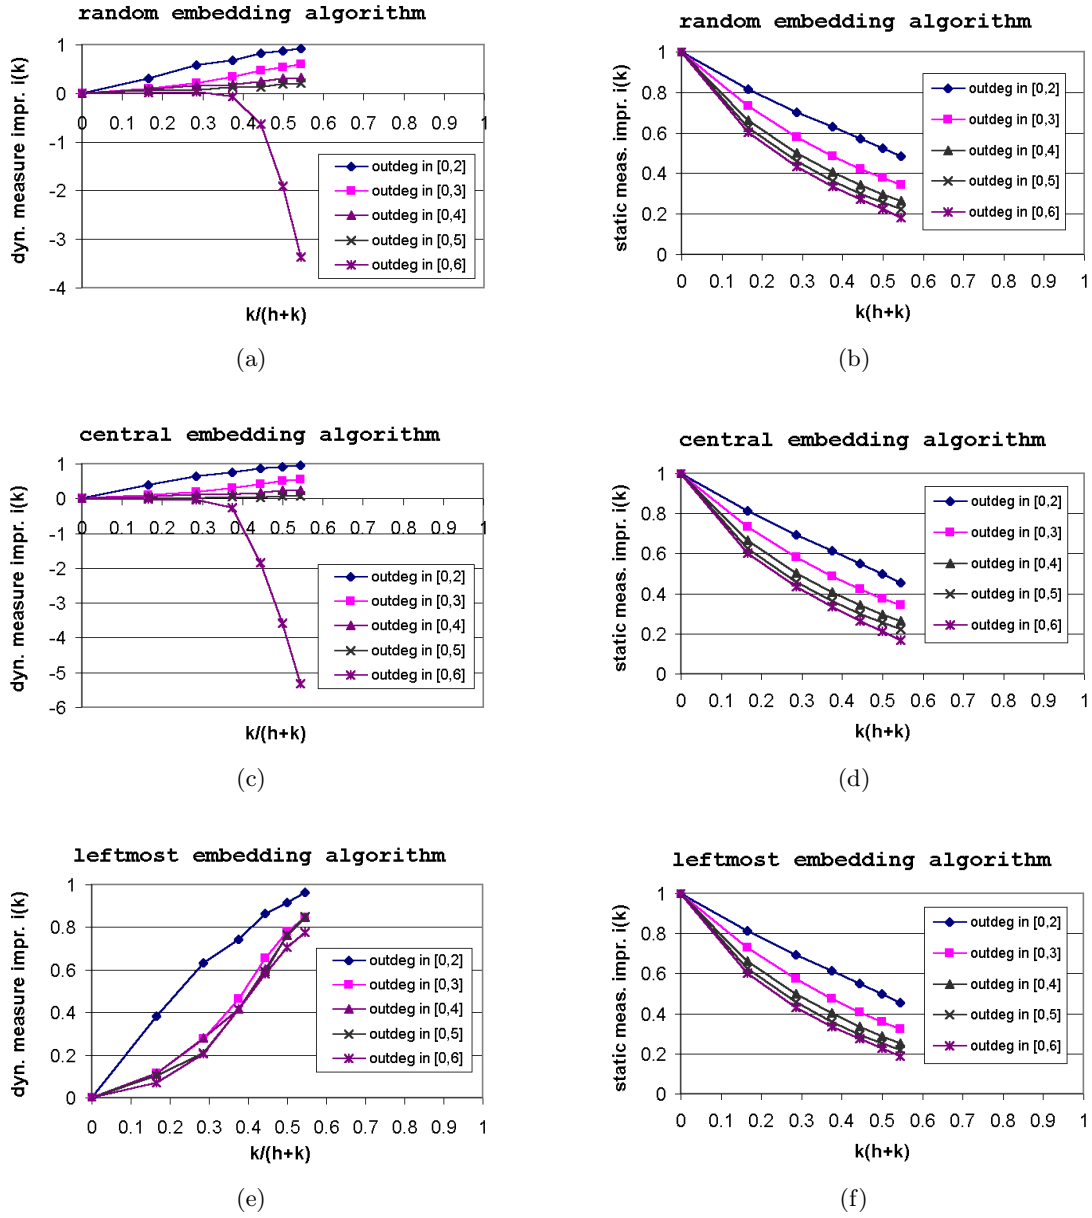 random embedding algorithm
dyn. measure impr. i(k)
1
0
-1
-2
-3
-4
0 0.1 0.2 0.3 0.4 0.5 0.6 0.7 0.8 0.9 1
outdeg in [0,2]
outdeg in [0,3]
outdeg in [0,4]
outdeg in [0,5]
outdeg in [0,6]
k/(h+k)
(a)
random embedding algorithm
static meas. impr. i(k)
1
0.8
0.6
0.4
0.2
0
0 0.1 0.2 0.3 0.4 0.5 0.6 0.7 0.8 0.9 1
outdeg in [0,2]
outdeg in [0,3]
outdeg in [0,4]
outdeg in [0,5]
outdeg in [0,6]
k(h+k)
(b)
central embedding algorithm
dyn. measure impr. i(k)
1
0
-1
-2
-3
-4
-5
-6
0 0.1 0.2 0.3 0.4 0.5 0.6 0.7 0.8 0.9 1
outdeg in [0,2]
outdeg in [0,3]
outdeg in [0,4]
outdeg in [0,5]
outdeg in [0,6]
k/(h+k)
(c)
central embedding algorithm
static meas. impr. i(k)
1
0.8
0.6
0.4
0.2
0
0 0.1 0.2 0.3 0.4 0.5 0.6 0.7 0.8 0.9 1
outdeg in [0,2]
outdeg in [0,3]
outdeg in [0,4]
outdeg in [0,5]
outdeg in [0,6]
k(h+k)
(d)
leftmost embedding algorithm
dyn. measure impr. i(k)
1
0.8
0.6
0.4
0.2
0
0 0.1 0.2 0.3 0.4 0.5 0.6 0.7 0.8 0.9 1
outdeg in [0,2]
outdeg in [0,3]
outdeg in [0,4]
outdeg in [0,5]
outdeg in [0,6]
k/(h+k)
(e)
leftmost embedding algorithm
static meas. impr. i(k)
1
0.8
0.6
0.4
0.2
0
0 0.1 0.2 0.3 0.4 0.5 0.6 0.7 0.8 0.9 1
outdeg in [0,2]
outdeg in [0,3]
outdeg in [0,4]
outdeg in [0,5]
outdeg in [0,6]
k(h+k)
(f)